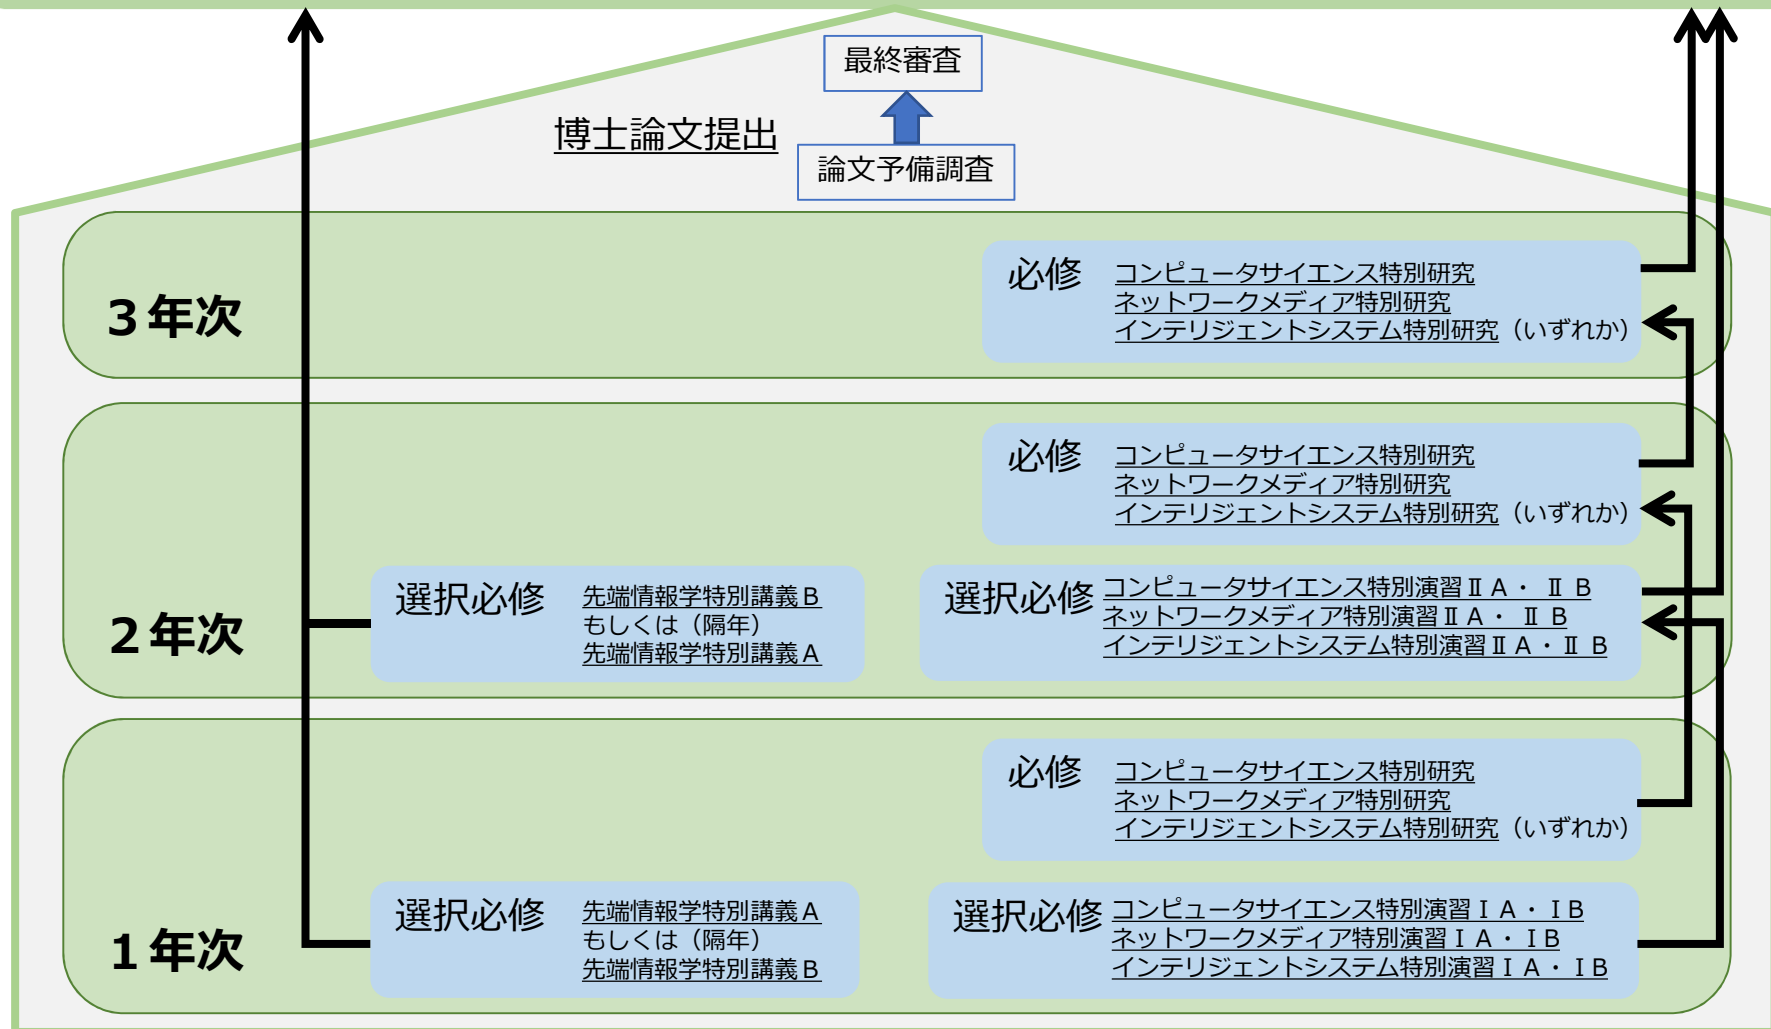 最終審査
博士論文提出
論文予備調査
３年次
必修
コンピュータサイエンス特別研究
ネットワークメディア特別研究
インテリジェントシステム特別研究（いずれか）
２年次
必修
コンピュータサイエンス特別研究
ネットワークメディア特別研究
インテリジェントシステム特別研究（いずれか）
選択必修
先端情報学特別講義Ｂ
もしくは（隔年）
先端情報学特別講義Ａ
選択必修
コンピュータサイエンス特別演習ⅡＡ・ⅡＢ
ネットワークメディア特別演習ⅡＡ・ⅡＢ
インテリジェントシステム特別演習ⅡＡ・ⅡＢ
１年次
必修
コンピュータサイエンス特別研究
ネットワークメディア特別研究
インテリジェントシステム特別研究（いずれか）
選択必修
先端情報学特別講義Ａ
もしくは（隔年）
先端情報学特別講義Ｂ
選択必修
コンピュータサイエンス特別演習ⅠＡ・ⅠＢ
ネットワークメディア特別演習ⅠＡ・ⅠＢ
インテリジェントシステム特別演習ⅠＡ・ⅠＢ